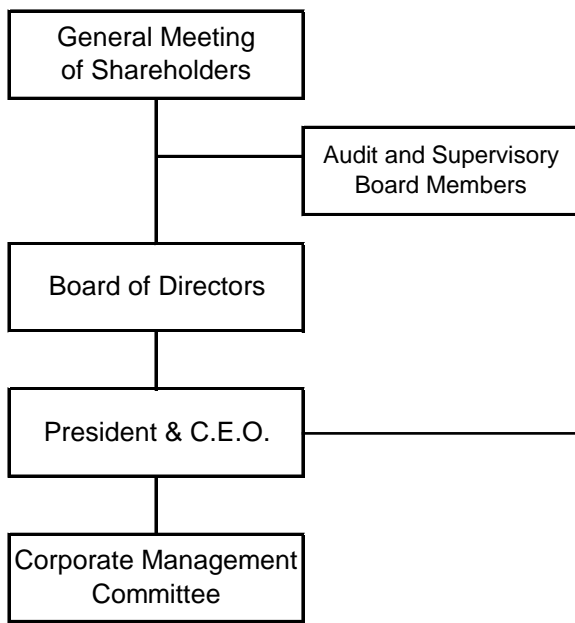 General Meeting
of Shareholders
Audit and Supervisory
Board Members
Board of Directors
President & C.E.O.
Corporate Management
Committee